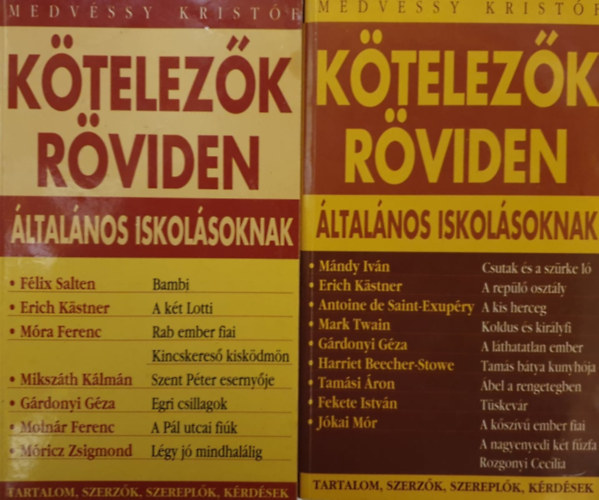 MEDVESSY KRISTÓF
KÖTELEZŐK
RÖVIDEN
ÁLTALÁNOS ISKOLÁSOKNAK
• Félix Salten Bambi
• Erich Kästner A két Lotti
• Móra Ferenc Rab ember fiai
Kincskereső kisködmön
• Mikszáth Kálmán Szent Péter esernyője
• Gárdonyi Géza Egri csillagok
• Molnár Ferenc A Pál utcai fiúk
• Móricz Zsigmond Légy jó mindhalálig
TARTALOM, SZERZŐK, SZEREPLŐK, KÉRDÉSEK
MEDVESSY KRISTÓF
KÖTELEZŐK
RÖVIDEN
ÁLTALÁNOS ISKOLÁSOKNAK
• Mándy Iván Csutak és a szürke ló
• Erich Kästner A repülő osztály
• Antoine de Saint-Exupéry A kis herceg
• Mark Twain Koldus és királyfi
• Gárdonyi Géza A láthatatlan ember
• Harriet Beecher-Stowe Tamás bátya kunyhója
• Tamási Áron Ábel a rengetegben
• Fekete István Tüskevár
• Jókai Mór A kőszívű ember fiai
A nagyenyedi két fűzfa
Rozgonyi Cecília
TARTALOM, SZERZŐK, SZEREPLŐK, KÉRDÉSEK